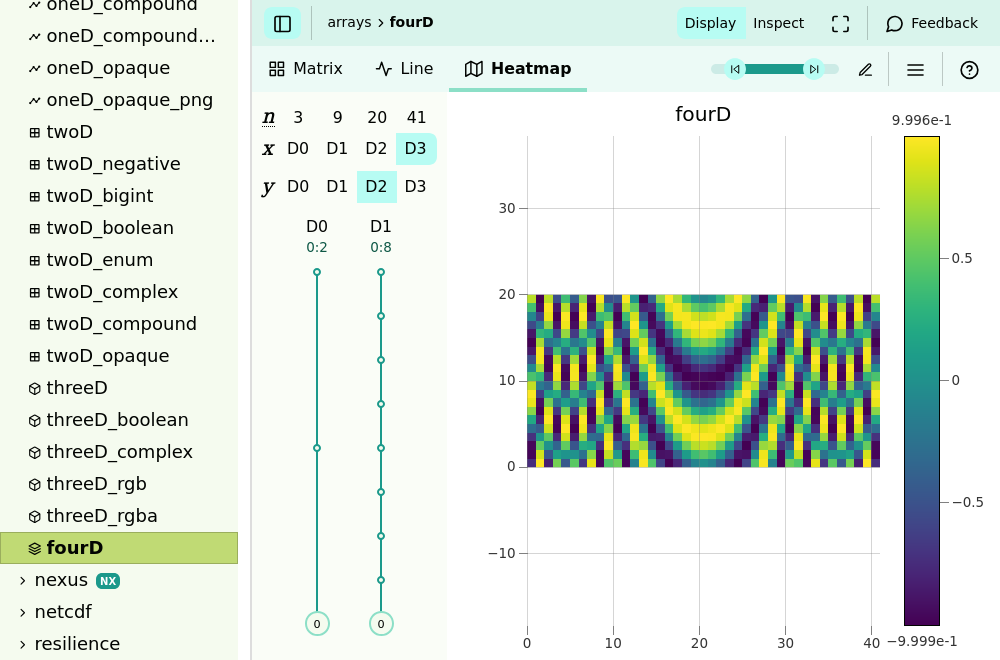 oneD_compound
oneD_compound...
oneD_opaque
oneD_opaque_png
twoD
twoD_negative
twoD_bigint
twoD_boolean
twoD_enum
twoD_complex
twoD_compound
twoD_opaque
threeD
threeD_boolean
threeD_complex
threeD_rgb
threeD_rgba
fourD
nexus NX
netcdf
resilience
arrays › fourD
Display Inspect Feedback
Matrix Line Heatmap
n 3 9 20 41
x D0 D1 D2 D3
y D0 D1 D2 D3
D0 D1
0:2 0:8
0 0
fourD
30
20
10
0
−10
0 10 20 30 40
9.996e-1
0.5
0
−0.5
−9.999e-1